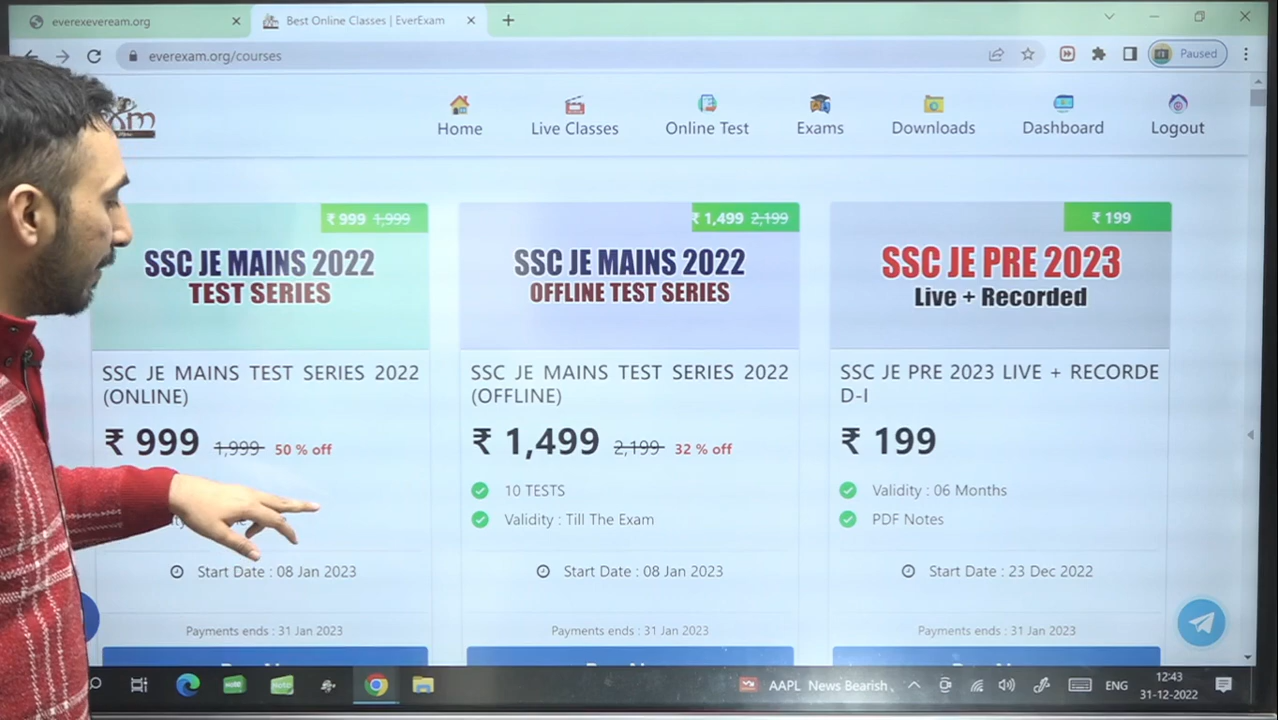 everexeveream.org
Best Online Classes | EverExam
everexam.org/courses
Paused
Home
Live Classes
Online Test
Exams
Downloads
Dashboard
Logout
₹ 999 1,999
SSC JE MAINS 2022
TEST SERIES
SSC JE MAINS TEST SERIES 2022
(ONLINE)
₹ 999 1,999 50 % off
Start Date : 08 Jan 2023
Payments ends : 31 Jan 2023
₹ 1,499 2,199
SSC JE MAINS 2022
OFFLINE TEST SERIES
SSC JE MAINS TEST SERIES 2022
(OFFLINE)
₹ 1,499 2,199 32 % off
10 TESTS
Validity : Till The Exam
Start Date : 08 Jan 2023
Payments ends : 31 Jan 2023
₹ 199
SSC JE PRE 2023
Live + Recorded
SSC JE PRE 2023 LIVE + RECORDE
D-I
₹ 199
Validity : 06 Months
PDF Notes
Start Date : 23 Dec 2022
Payments ends : 31 Jan 2023
AAPL News Bearish
ENG
12:43
31-12-2022